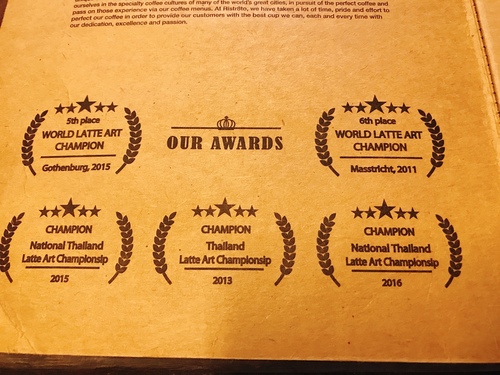 ourselves in the specialty coffee cultures of many of the world's great cities, in pursuit of the perfect coffee and
pass on those experience via our coffee menus. At Ristr8to, we have taken a lot of time, pride and effort to
perfect our coffee in order to provide our customers with the best cup we can, each and every time with
our dedication, excellence and passion.
5th place
WORLD LATTE ART
CHAMPION
Gothenburg, 2015
OUR AWARDS
6th place
WORLD LATTE ART
CHAMPION
Masstricht, 2011
CHAMPION
National Thailand
Latte Art Championsip
2015
CHAMPION
Thailand
Latte Art Championsip
2013
CHAMPION
National Thailand
Latte Art Championsip
2016